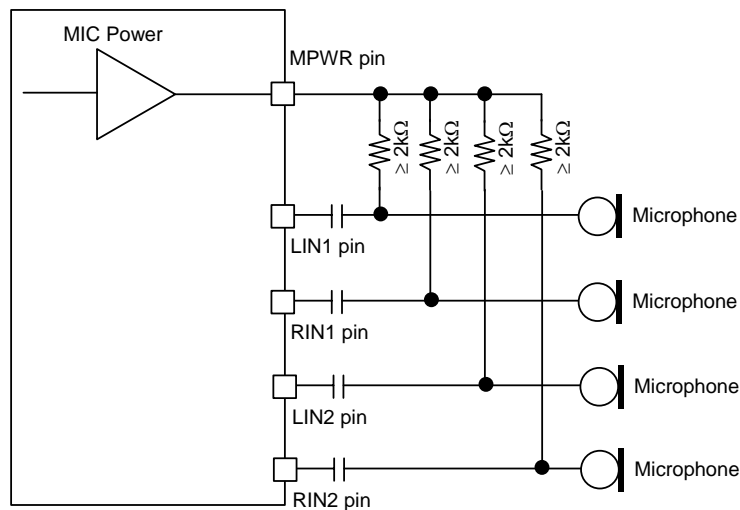 MIC Power
MPWR pin
≥ 2kΩ
≥ 2kΩ
≥ 2kΩ
≥ 2kΩ
LIN1 pin
Microphone
RIN1 pin
Microphone
LIN2 pin
Microphone
RIN2 pin
Microphone